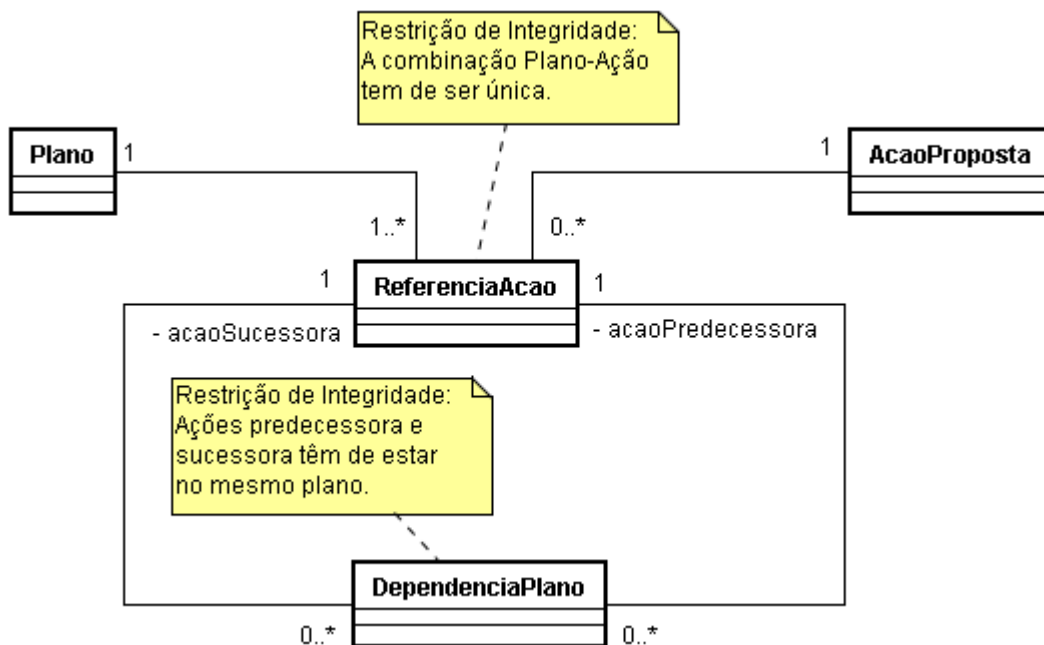 Restrição de Integridade:
A combinação Plano-Ação
tem de ser única.
Plano
1
1
AcaoProposta
1..*
0..*
1
ReferenciaAcao
1
- acaoSucessora
- acaoPredecessora
Restrição de Integridade:
Ações predecessora e
sucessora têm de estar
no mesmo plano.
DependenciaPlano
0..*
0..*